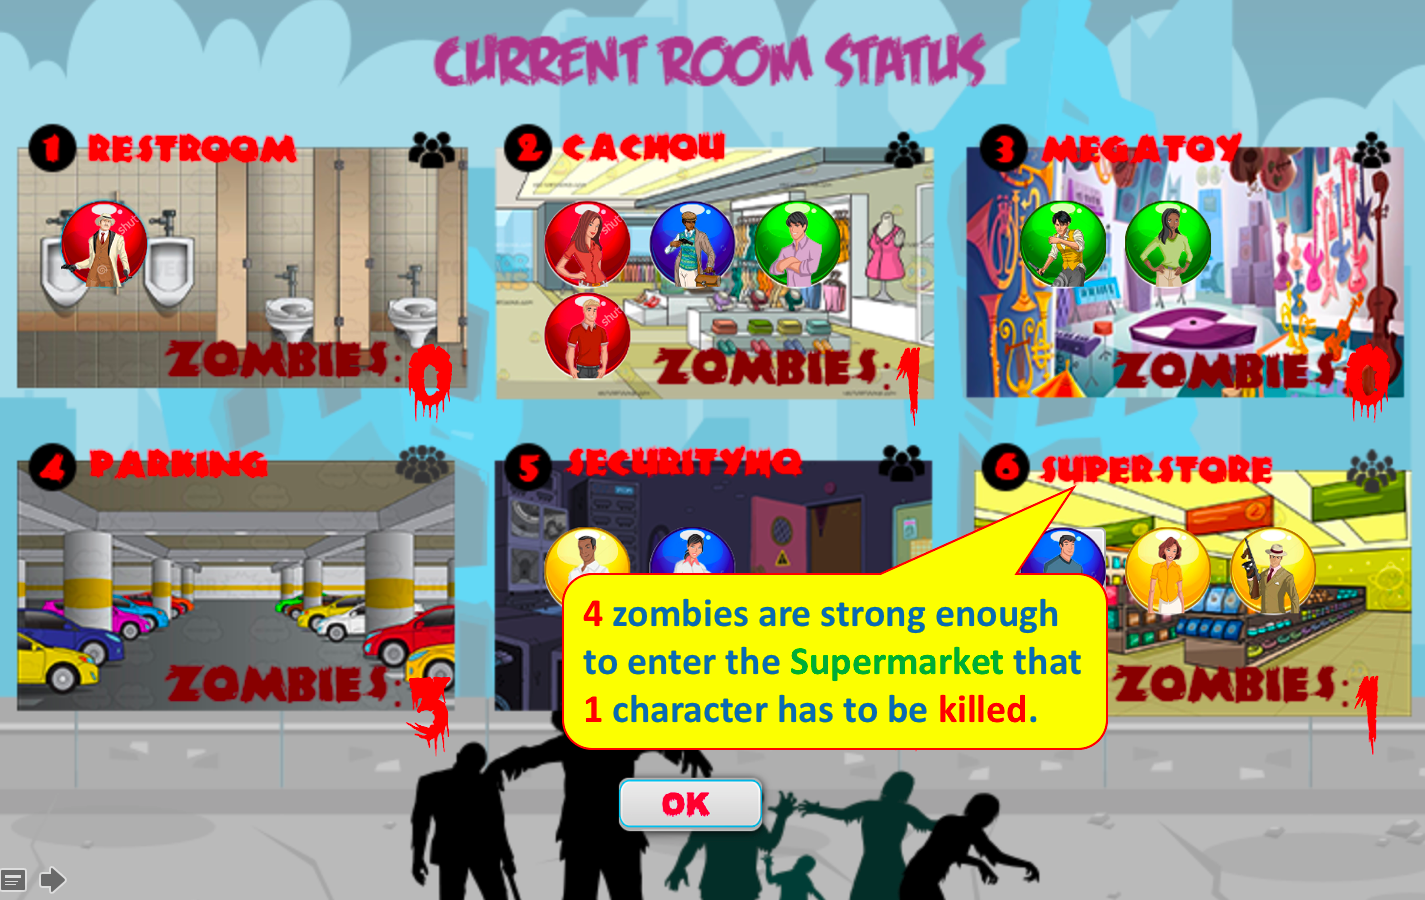 CURRENT ROOM STATUS
1 RESTROOM
2 CACHOU
3 MEGATOY
ZOMBIES: 0
ZOMBIES: 1
ZOMBIES: 0
4 PARKING
5 SECURITYHQ
6 SUPERSTORE
4 zombies are strong enough
to enter the Supermarket that
1 character has to be killed.
ZOMBIES: 3
ZOMBIES: 1
OK